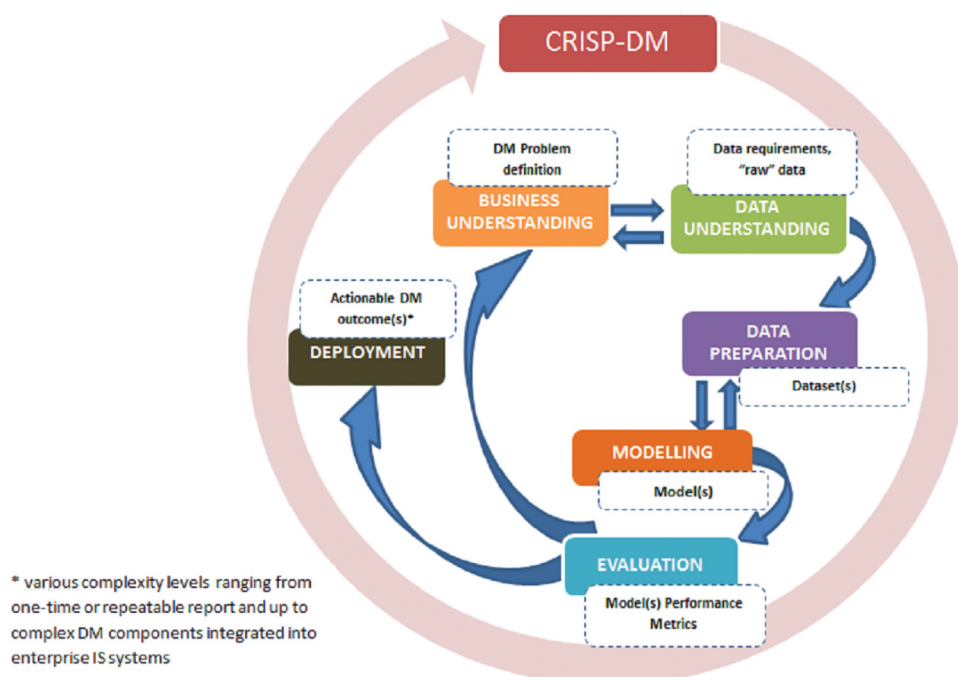 CRISP-DM
DM Problem
definition
BUSINESS
UNDERSTANDING
Data requirements,
"raw" data
DATA
UNDERSTANDING
Actionable DM
outcome(s)*
DEPLOYMENT
DATA
PREPARATION
Dataset(s)
MODELLING
Model(s)
EVALUATION
Model(s) Performance
Metrics
* various complexity levels ranging from
one-time or repeatable report and up to
complex DM components integrated into
enterprise IS systems